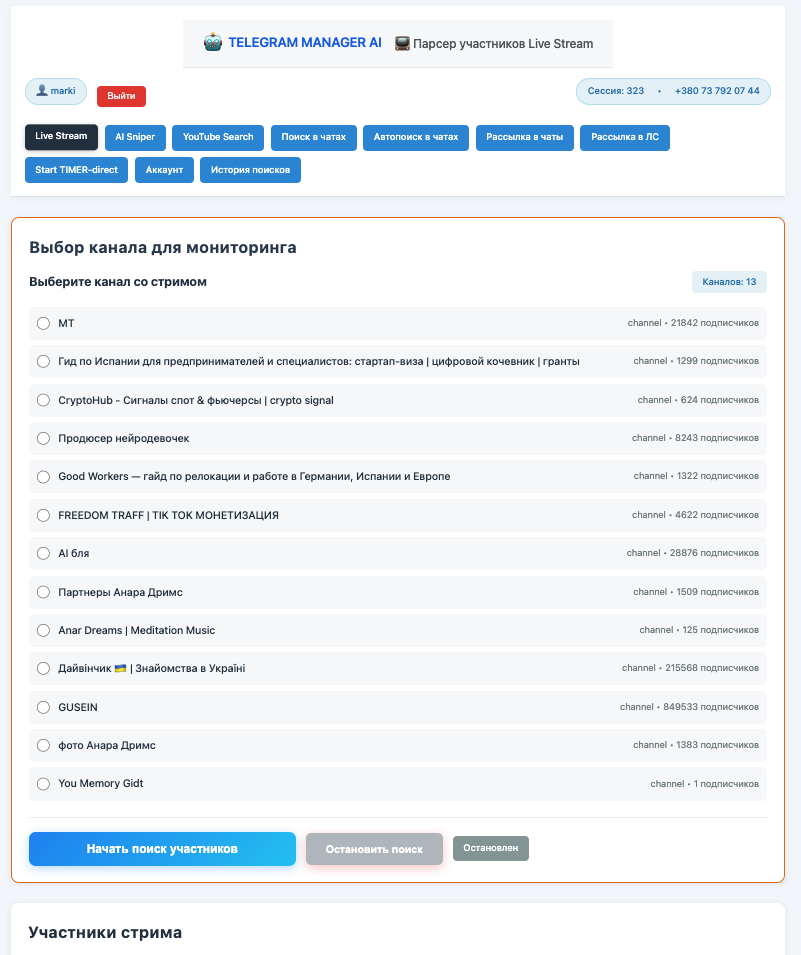 TELEGRAM MANAGER AI Парсер участников Live Stream
marki Выйти Сессия: 323 • +380 73 792 07 44
Live Stream AI Sniper YouTube Search Поиск в чатах Автопоиск в чатах Рассылка в чаты Рассылка в ЛС
Start TIMER-direct Аккаунт История поисков
Выбор канала для мониторинга
Выберите канал со стримом Каналов: 13
МТ channel • 21842 подписчиков
Гид по Испании для предпринимателей и специалистов: стартап-виза | цифровой кочевник | гранты channel • 1299 подписчиков
CryptoHub - Сигналы спот & фьючерсы | crypto signal channel • 624 подписчиков
Продюсер нейродевочек channel • 8243 подписчиков
Good Workers — гайд по релокации и работе в Германии, Испании и Европе channel • 1322 подписчиков
FREEDOM TRAFF | TIK TOK МОНЕТИЗАЦИЯ channel • 4622 подписчиков
AI бля channel • 28876 подписчиков
Партнеры Анара Дримс channel • 1509 подписчиков
Anar Dreams | Meditation Music channel • 125 подписчиков
Дайвінчик 🇺🇦 | Знайомства в Україні channel • 215568 подписчиков
GUSEIN channel • 849533 подписчиков
фото Анара Дримс channel • 1383 подписчиков
You Memory Gidt channel • 1 подписчиков
Начать поиск участников Остановить поиск Остановлен
Участники стрима